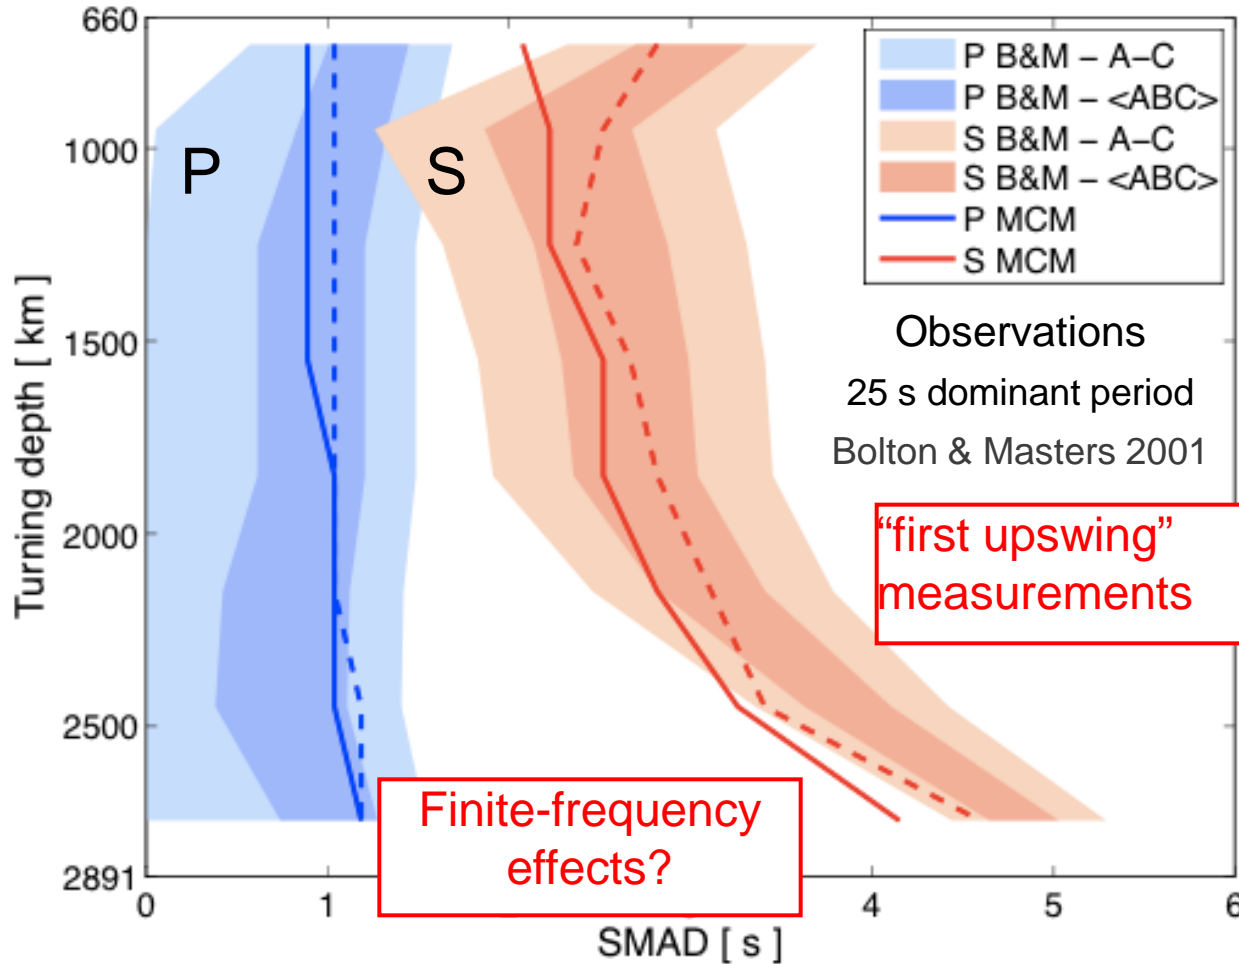 660
1000
1500
2000
2500
2891
Turning depth [ km ]
P
S
P B&M − A−C
P B&M − <ABC>
S B&M − A−C
S B&M − <ABC>
P MCM
S MCM
Observations
25 s dominant period
Bolton & Masters 2001
“first upswing”
measurements
Finite-frequency
effects?
0 1 4 5 6
SMAD [ s ]